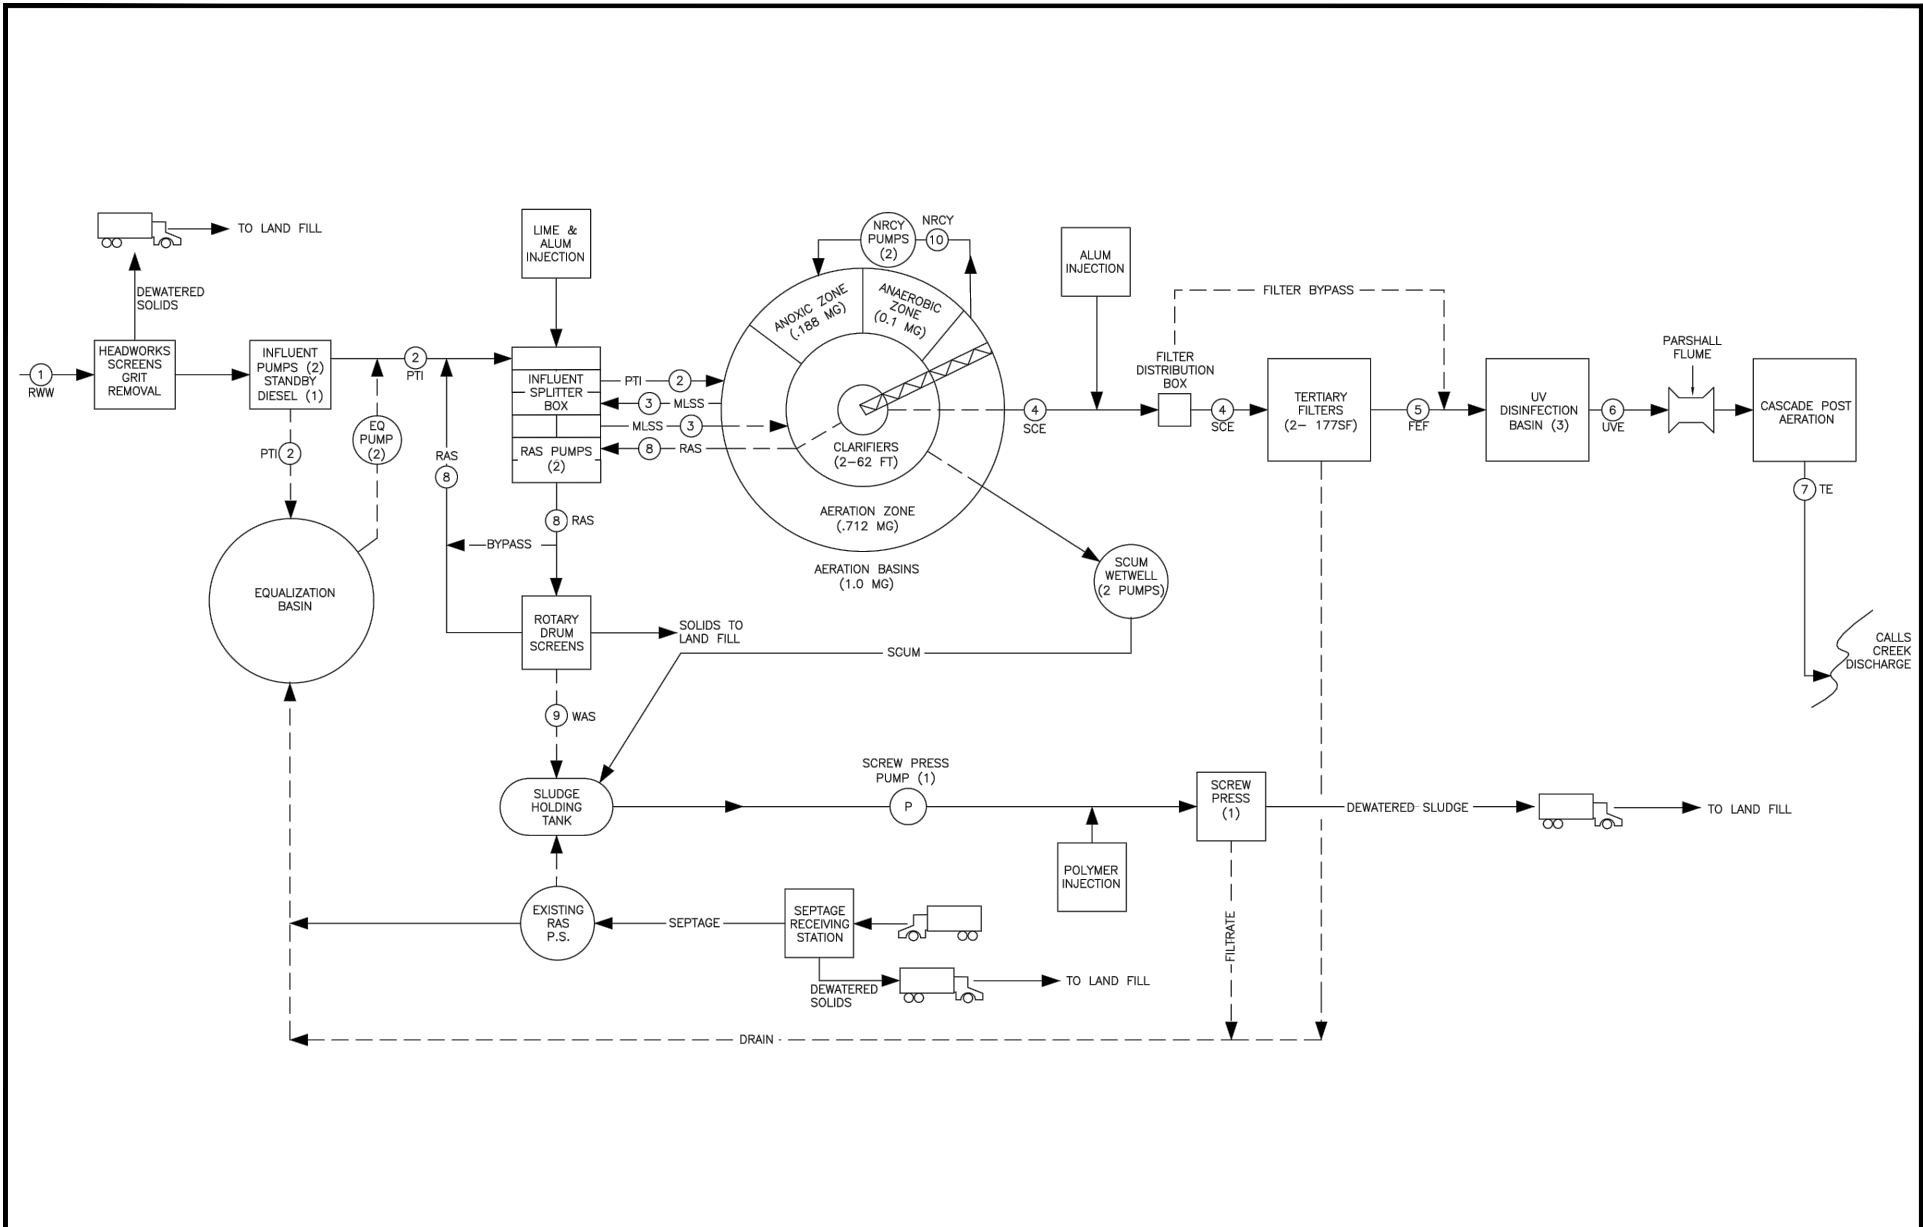 TO LAND FILL
DEWATERED
SOLIDS
1
RWW
HEADWORKS
SCREENS
GRIT
REMOVAL
INFLUENT
PUMPS (2)
STANDBY
DIESEL (1)
PTI
2
EQ
PUMP
(2)
EQUALIZATION
BASIN
2
PTI
RAS
8
LIME &
ALUM
INJECTION
INFLUENT
SPLITTER
BOX
RAS PUMPS
(2)
PTI
2
3
MLSS
MLSS
3
8
RAS
8
RAS
BYPASS
ROTARY
DRUM
SCREENS
SOLIDS TO
LAND FILL
9
WAS
NRCY
PUMPS
(2)
NRCY
10
ANOXIC ZONE
(.188 MG)
ANAEROBIC
ZONE
(0.1 MG)
CLARIFIERS
(2-62 FT)
AERATION ZONE
(.712 MG)
AERATION BASINS
(1.0 MG)
SCUM
WETWELL
(2 PUMPS)
SCUM
4
SCE
ALUM
INJECTION
FILTER
DISTRIBUTION
BOX
4
SCE
FILTER BYPASS
TERTIARY
FILTERS
(2- 177SF)
5
FEF
UV
DISINFECTION
BASIN (3)
6
UVE
PARSHALL
FLUME
CASCADE POST
AERATION
7
TE
CALLS
CREEK
DISCHARGE
SLUDGE
HOLDING
TANK
SCREW PRESS
PUMP (1)
P
POLYMER
INJECTION
SCREW
PRESS
(1)
DEWATERED SLUDGE
TO LAND FILL
EXISTING
RAS
P.S.
SEPTAGE
SEPTAGE
RECEIVING
STATION
DEWATERED
SOLIDS
TO LAND FILL
FILTRATE
DRAIN